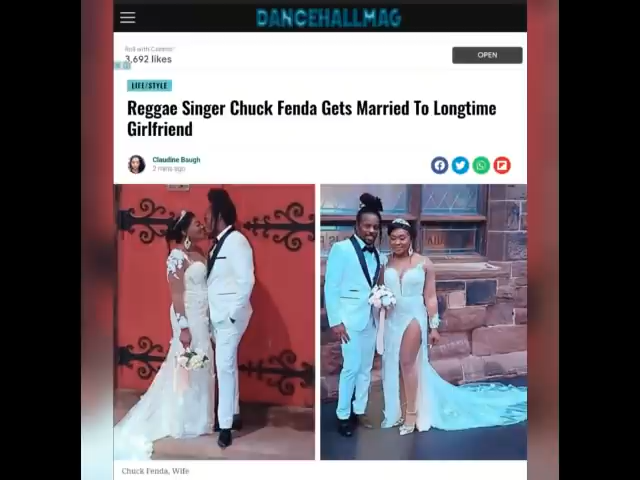 DANCEHALLMAG
3,692 likes
OPEN
LIFE/STYLE
Reggae Singer Chuck Fenda Gets Married To Longtime
Girlfriend
Claudine Baugh
2 mins ago
Chuck Fenda, Wife